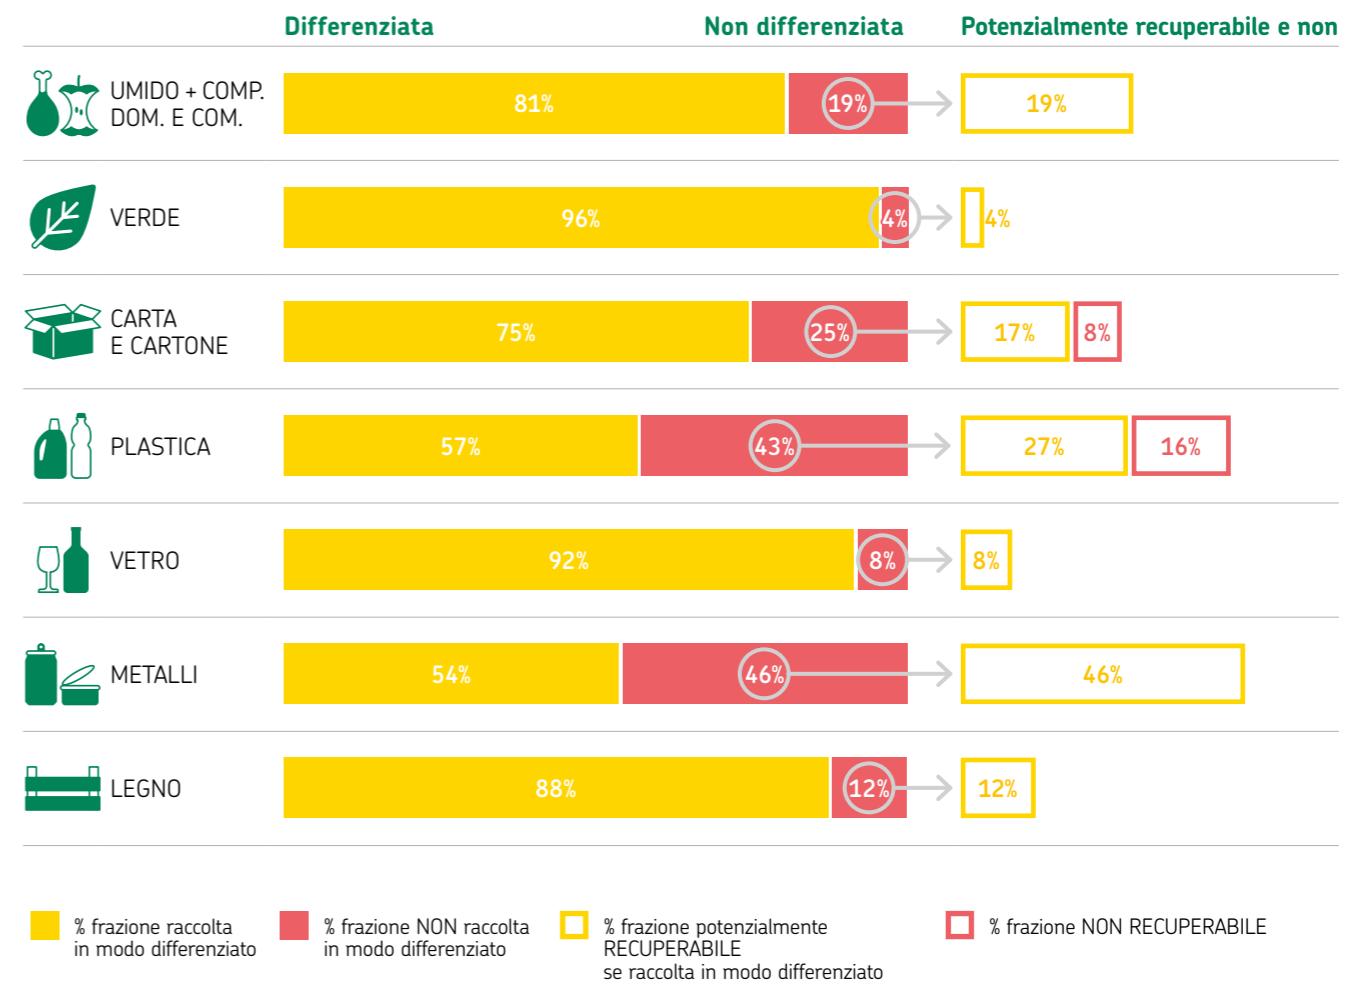 Differenziata
Non differenziata
Potenzialmente recuperabile e non
UMIDO + COMP.
DOM. E COM.
81%
19%
19%
VERDE
96%
4%
4%
CARTA
E CARTONE
75%
25%
17%
8%
PLASTICA
57%
43%
27%
16%
VETRO
92%
8%
8%
METALLI
54%
46%
46%
LEGNO
88%
12%
12%
% frazione raccolta
in modo differenziato
% frazione NON raccolta
in modo differenziato
% frazione potenzialmente
RECUPERABILE
se raccolta in modo differenziato
% frazione NON RECUPERABILE